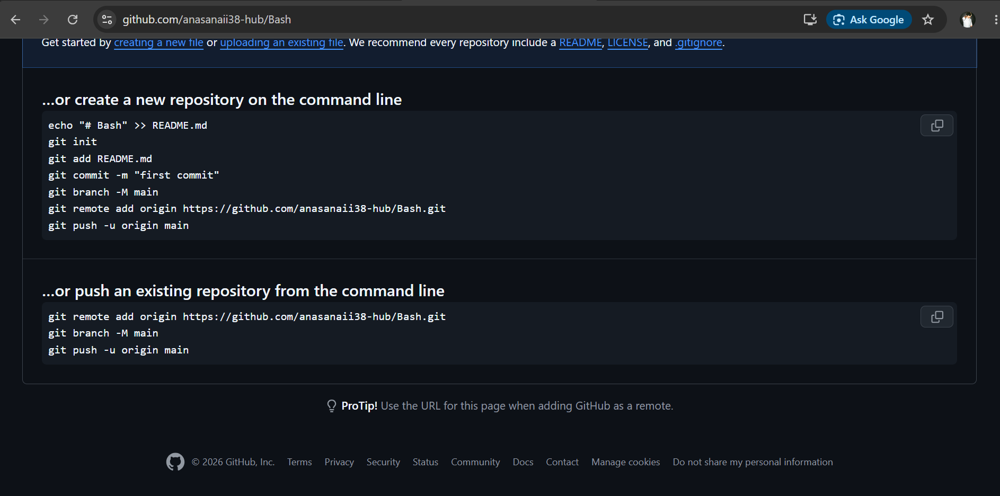 github.com/anasanaii38-hub/Bash
Ask Google
Get started by creating a new file or uploading an existing file. We recommend every repository include a README, LICENSE, and .gitignore.
...or create a new repository on the command line
echo "# Bash" >> README.md
git init
git add README.md
git commit -m "first commit"
git branch -M main
git remote add origin https://github.com/anasanaii38-hub/Bash.git
git push -u origin main
...or push an existing repository from the command line
git remote add origin https://github.com/anasanaii38-hub/Bash.git
git branch -M main
git push -u origin main
ProTip! Use the URL for this page when adding GitHub as a remote.
© 2026 GitHub, Inc. Terms Privacy Security Status Community Docs Contact Manage cookies Do not share my personal information